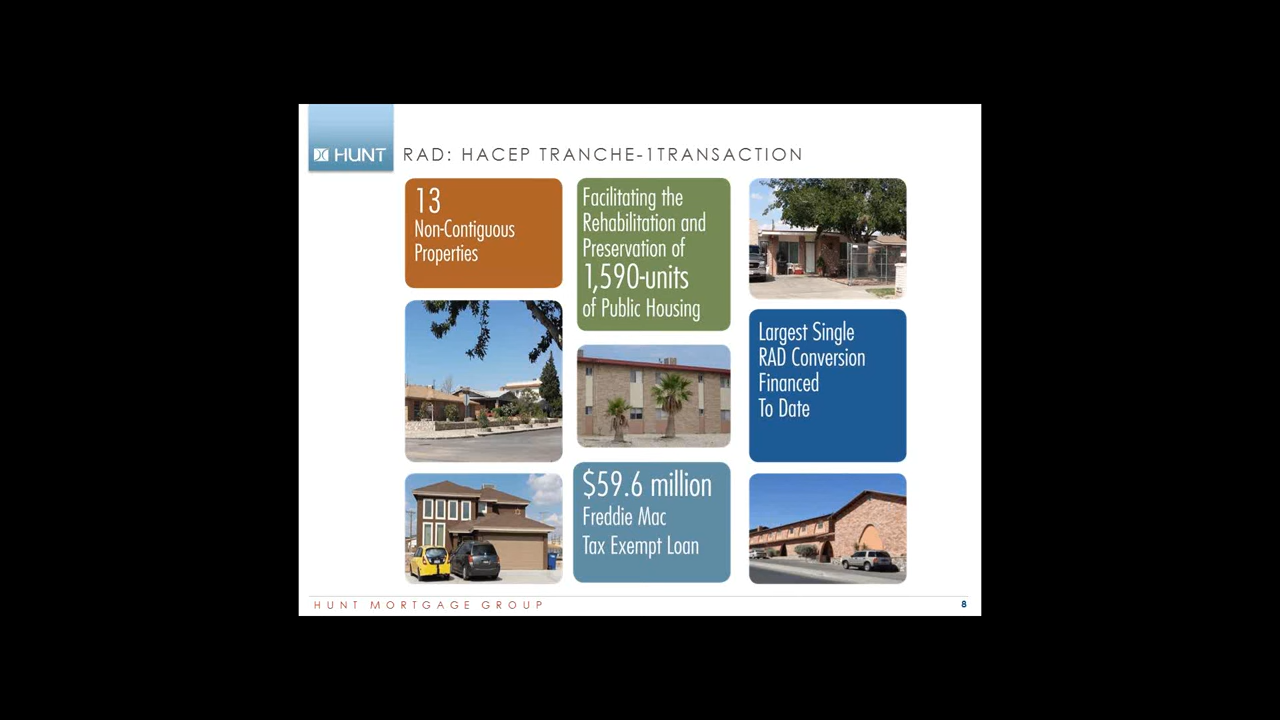 HUNT
RAD: HACEP TRANCHE-1TRANSACTION
13
Non-Contiguous
Properties
Facilitating the
Rehabilitation and
Preservation of
1,590-units
of Public Housing
Largest Single
RAD Conversion
Financed
To Date
$59.6 million
Freddie Mac
Tax Exempt Loan
HUNT MORTGAGE GROUP
8